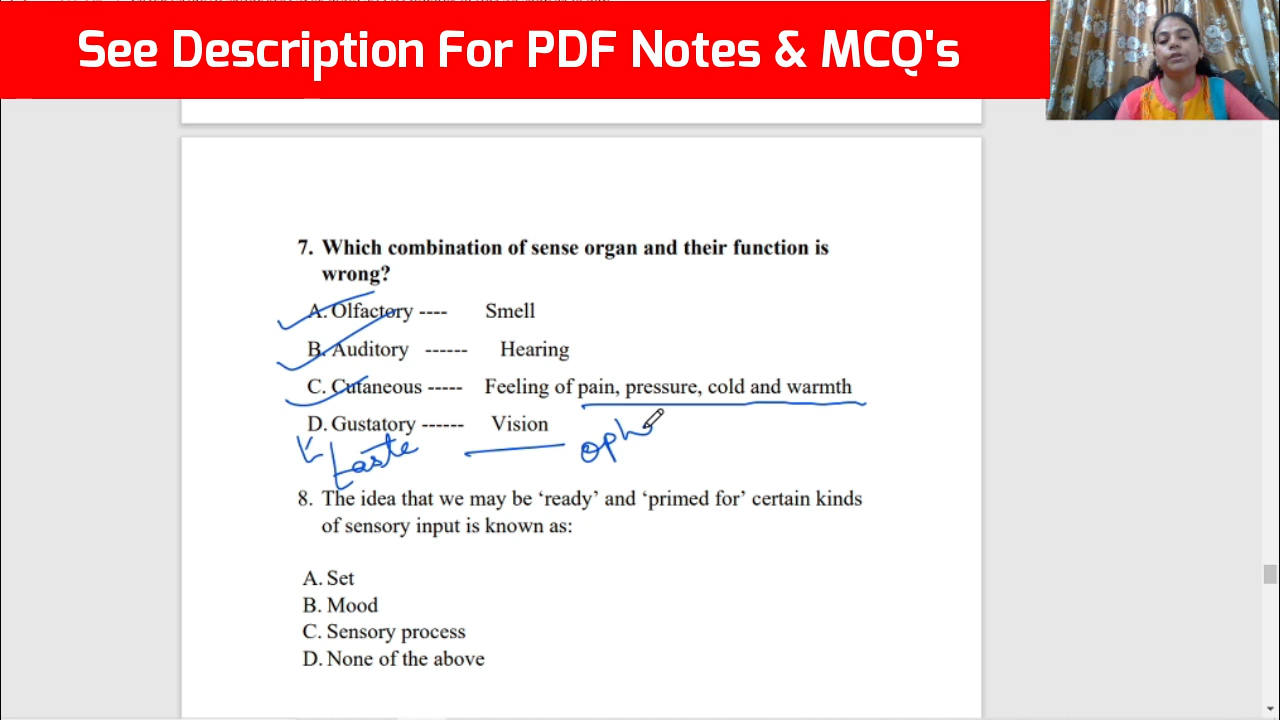 See Description For PDF Notes & MCQ's
7. Which combination of sense organ and their function is
wrong?
A. Olfactory ---- Smell
B. Auditory ------ Hearing
C. Cutaneous ----- Feeling of pain, pressure, cold and warmth
D. Gustatory ------ Vision
Taste
oph
8. The idea that we may be ‘ready’ and ‘primed for’ certain kinds
of sensory input is known as:
A. Set
B. Mood
C. Sensory process
D. None of the above